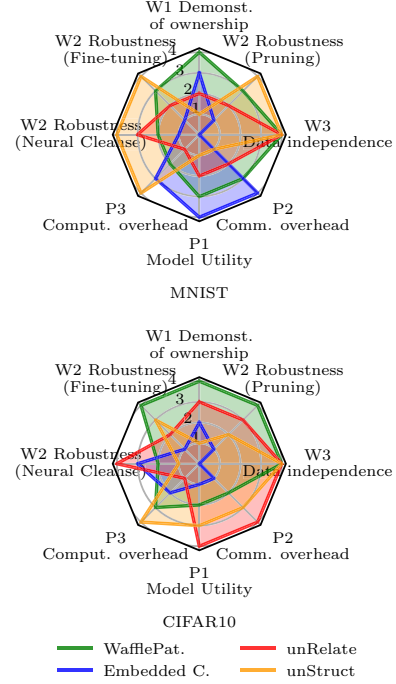 W1 Demonst.
of ownership
W2 Robustness
(Fine-tuning)
W2 Robustness
(Pruning)
4
3
2
1
W2 Robustness
(Neural Cleanse)
W3
Data independence
P3
Comput. overhead
P2
Comm. overhead
P1
Model Utility
MNIST
W1 Demonst.
of ownership
W2 Robustness
(Fine-tuning)
W2 Robustness
(Pruning)
4
3
2
1
W2 Robustness
(Neural Cleanse)
W3
Data independence
P3
Comput. overhead
P2
Comm. overhead
P1
Model Utility
CIFAR10
WafflePat. unRelate
Embedded C. unStruct